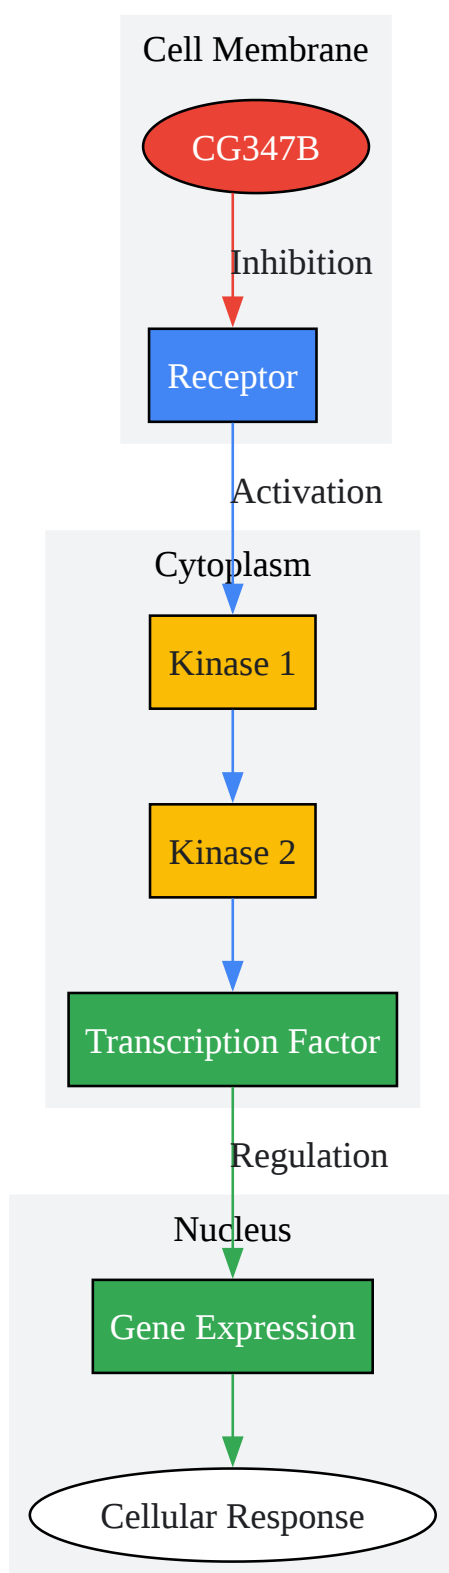 Cell Membrane
CG347B
Inhibition
Receptor
Activation
Cytoplasm
Kinase 1
Kinase 2
Transcription Factor
Regulation
Nucleus
Gene Expression
Cellular Response